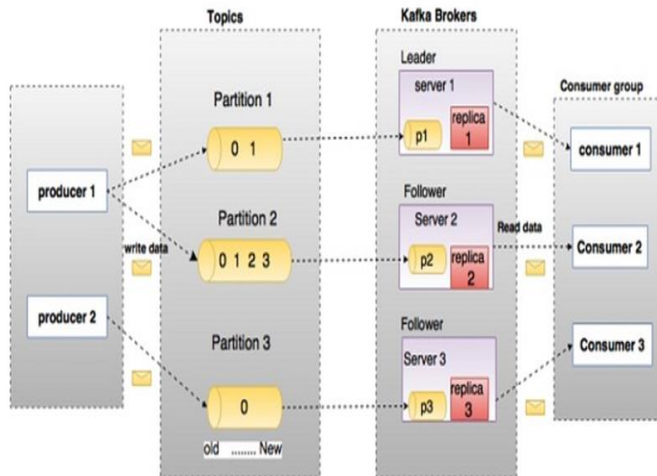 Topics
Kafka Brokers
Leader
server 1
Consumer group
Partition 1
0 1
p1
replica
1
consumer 1
producer 1
Follower
Server 2
Partition 2
write data
0 1 2 3
p2
replica
2
Read data
Consumer 2
producer 2
Follower
Server 3
Partition 3
0
p3
replica
3
Consumer 3
old ........ New